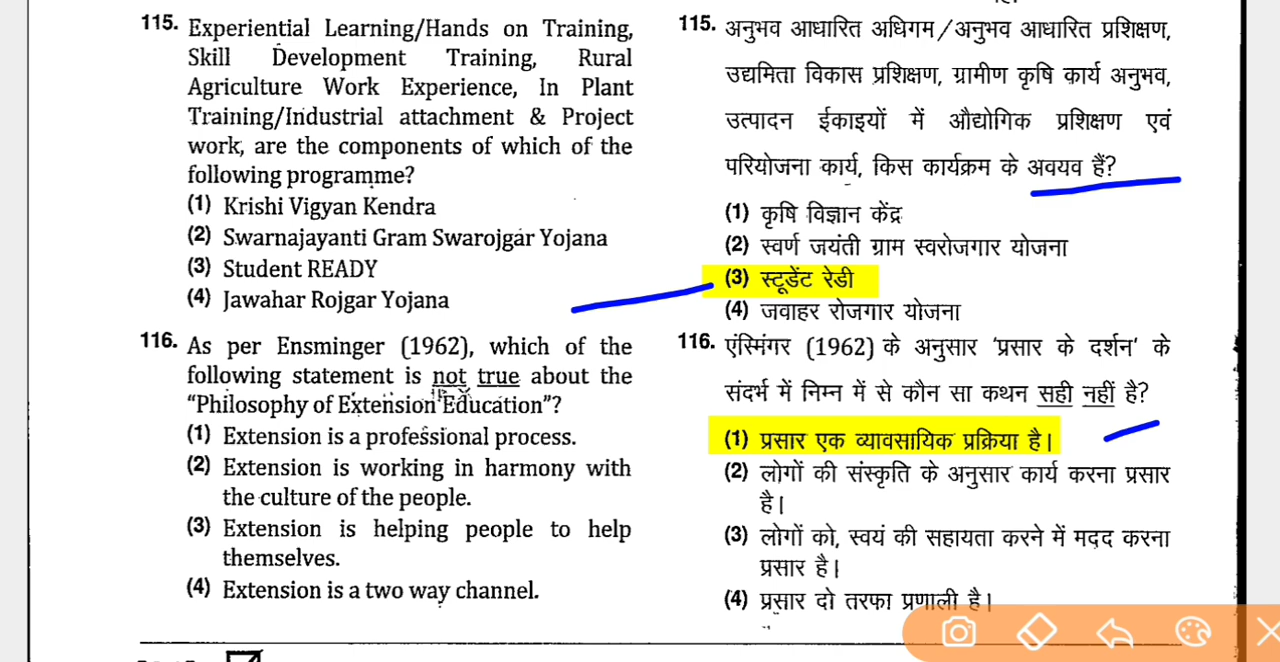 115. Experiential Learning/Hands on Training,
Skill Development Training, Rural
Agriculture Work Experience, In Plant
Training/Industrial attachment & Project
work, are the components of which of the
following programme?
(1) Krishi Vigyan Kendra
(2) Swarnajayanti Gram Swarojgar Yojana
(3) Student READY
(4) Jawahar Rojgar Yojana
116. As per Ensminger (1962), which of the
following statement is not true about the
“Philosophy of Extension Education”?
(1) Extension is a professional process.
(2) Extension is working in harmony with
the culture of the people.
(3) Extension is helping people to help
themselves.
(4) Extension is a two way channel.
115. अनुभव आधारित अधिगम/अनुभव आधारित प्रशिक्षण,
उद्यमिता विकास प्रशिक्षण, ग्रामीण कृषि कार्य अनुभव,
उत्पादन ईकाइयों में औद्योगिक प्रशिक्षण एवं
परियोजना कार्य, किस कार्यक्रम के अवयव हैं?
(1) कृषि विज्ञान केंद्र
(2) स्वर्ण जयंती ग्राम स्वरोजगार योजना
(3) स्टूडेंट रेडी
(4) जवाहर रोजगार योजना
116. एंस्मिंगर (1962) के अनुसार ‘प्रसार के दर्शन’ के
संदर्भ में निम्न में से कौन सा कथन सही नहीं है?
(1) प्रसार एक व्यावसायिक प्रक्रिया है।
(2) लोगों की संस्कृति के अनुसार कार्य करना प्रसार
है।
(3) लोगों को, स्वयं की सहायता करने में मदद करना
प्रसार है।
(4) प्रसार दो तरफा प्रणाली है।